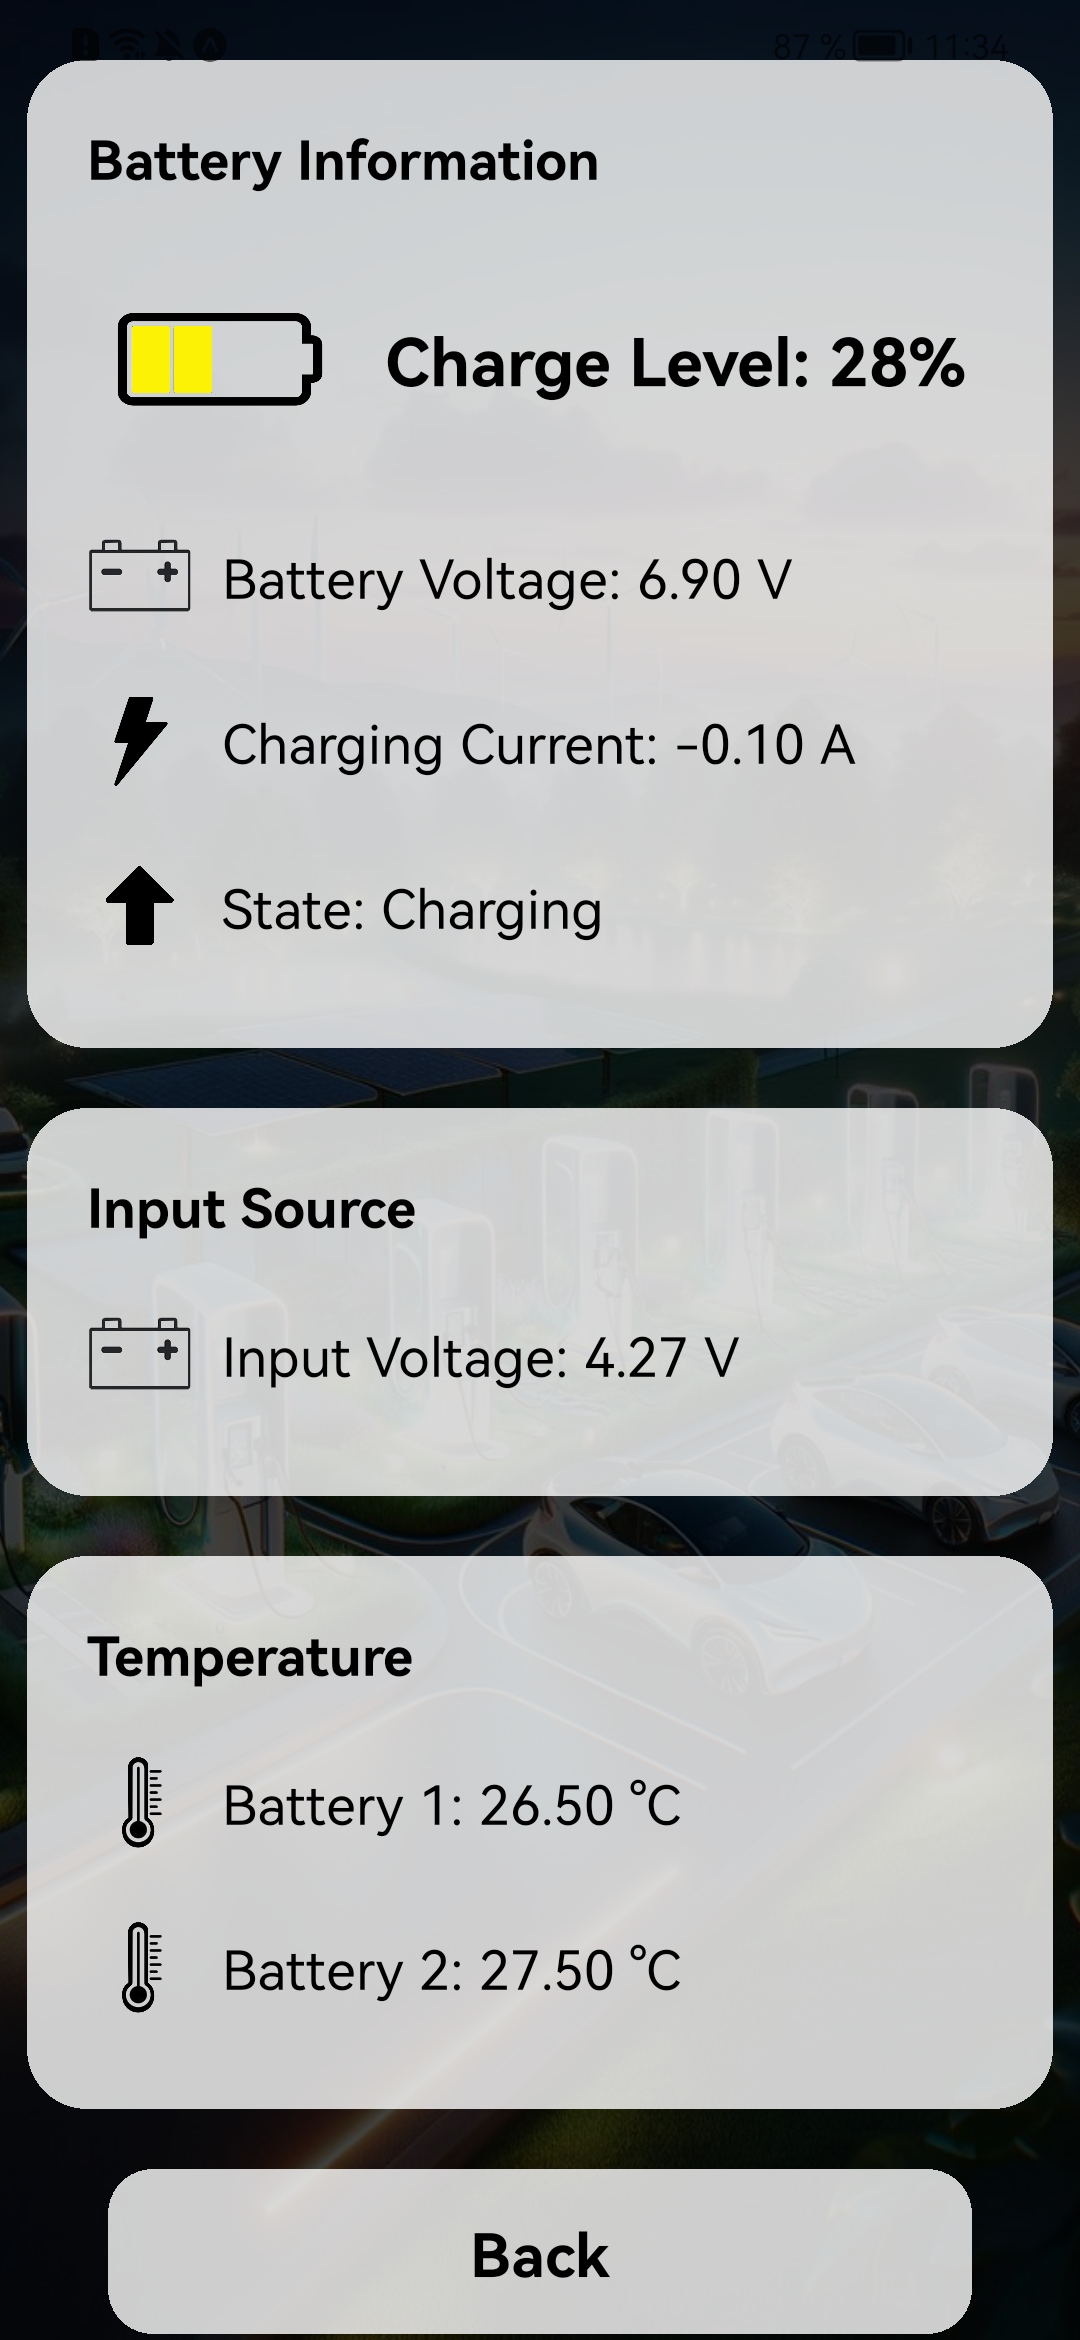 87 % 11:34
Battery Information
Charge Level: 28%
Battery Voltage: 6.90 V
Charging Current: -0.10 A
State: Charging
Input Source
Input Voltage: 4.27 V
Temperature
Battery 1: 26.50 °C
Battery 2: 27.50 °C
Back